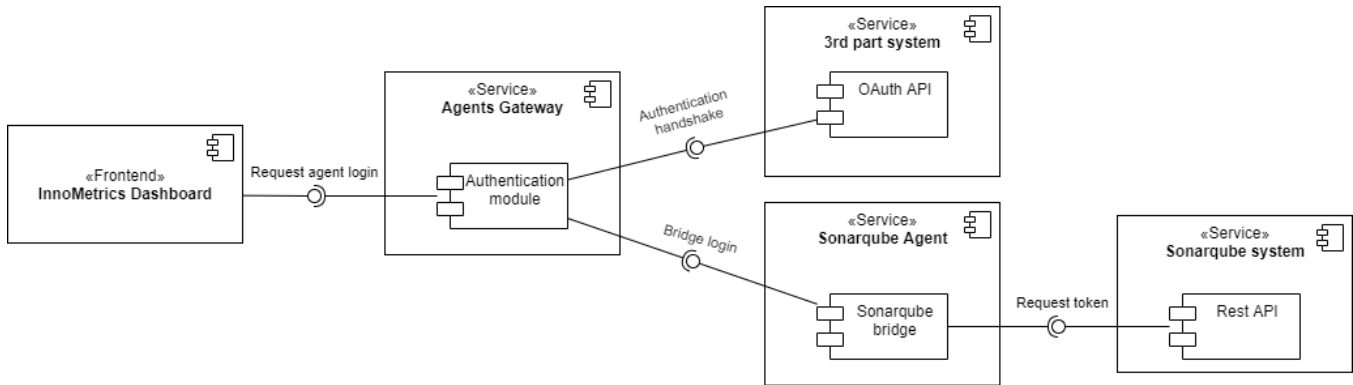 «Frontend»
InnoMetrics Dashboard
Request agent login
«Service»
Agents Gateway
Authentication
module
Authentication
handshake
«Service»
3rd part system
OAuth API
Bridge login
«Service»
Sonarqube Agent
Sonarqube
bridge
Request token
«Service»
Sonarqube system
Rest API